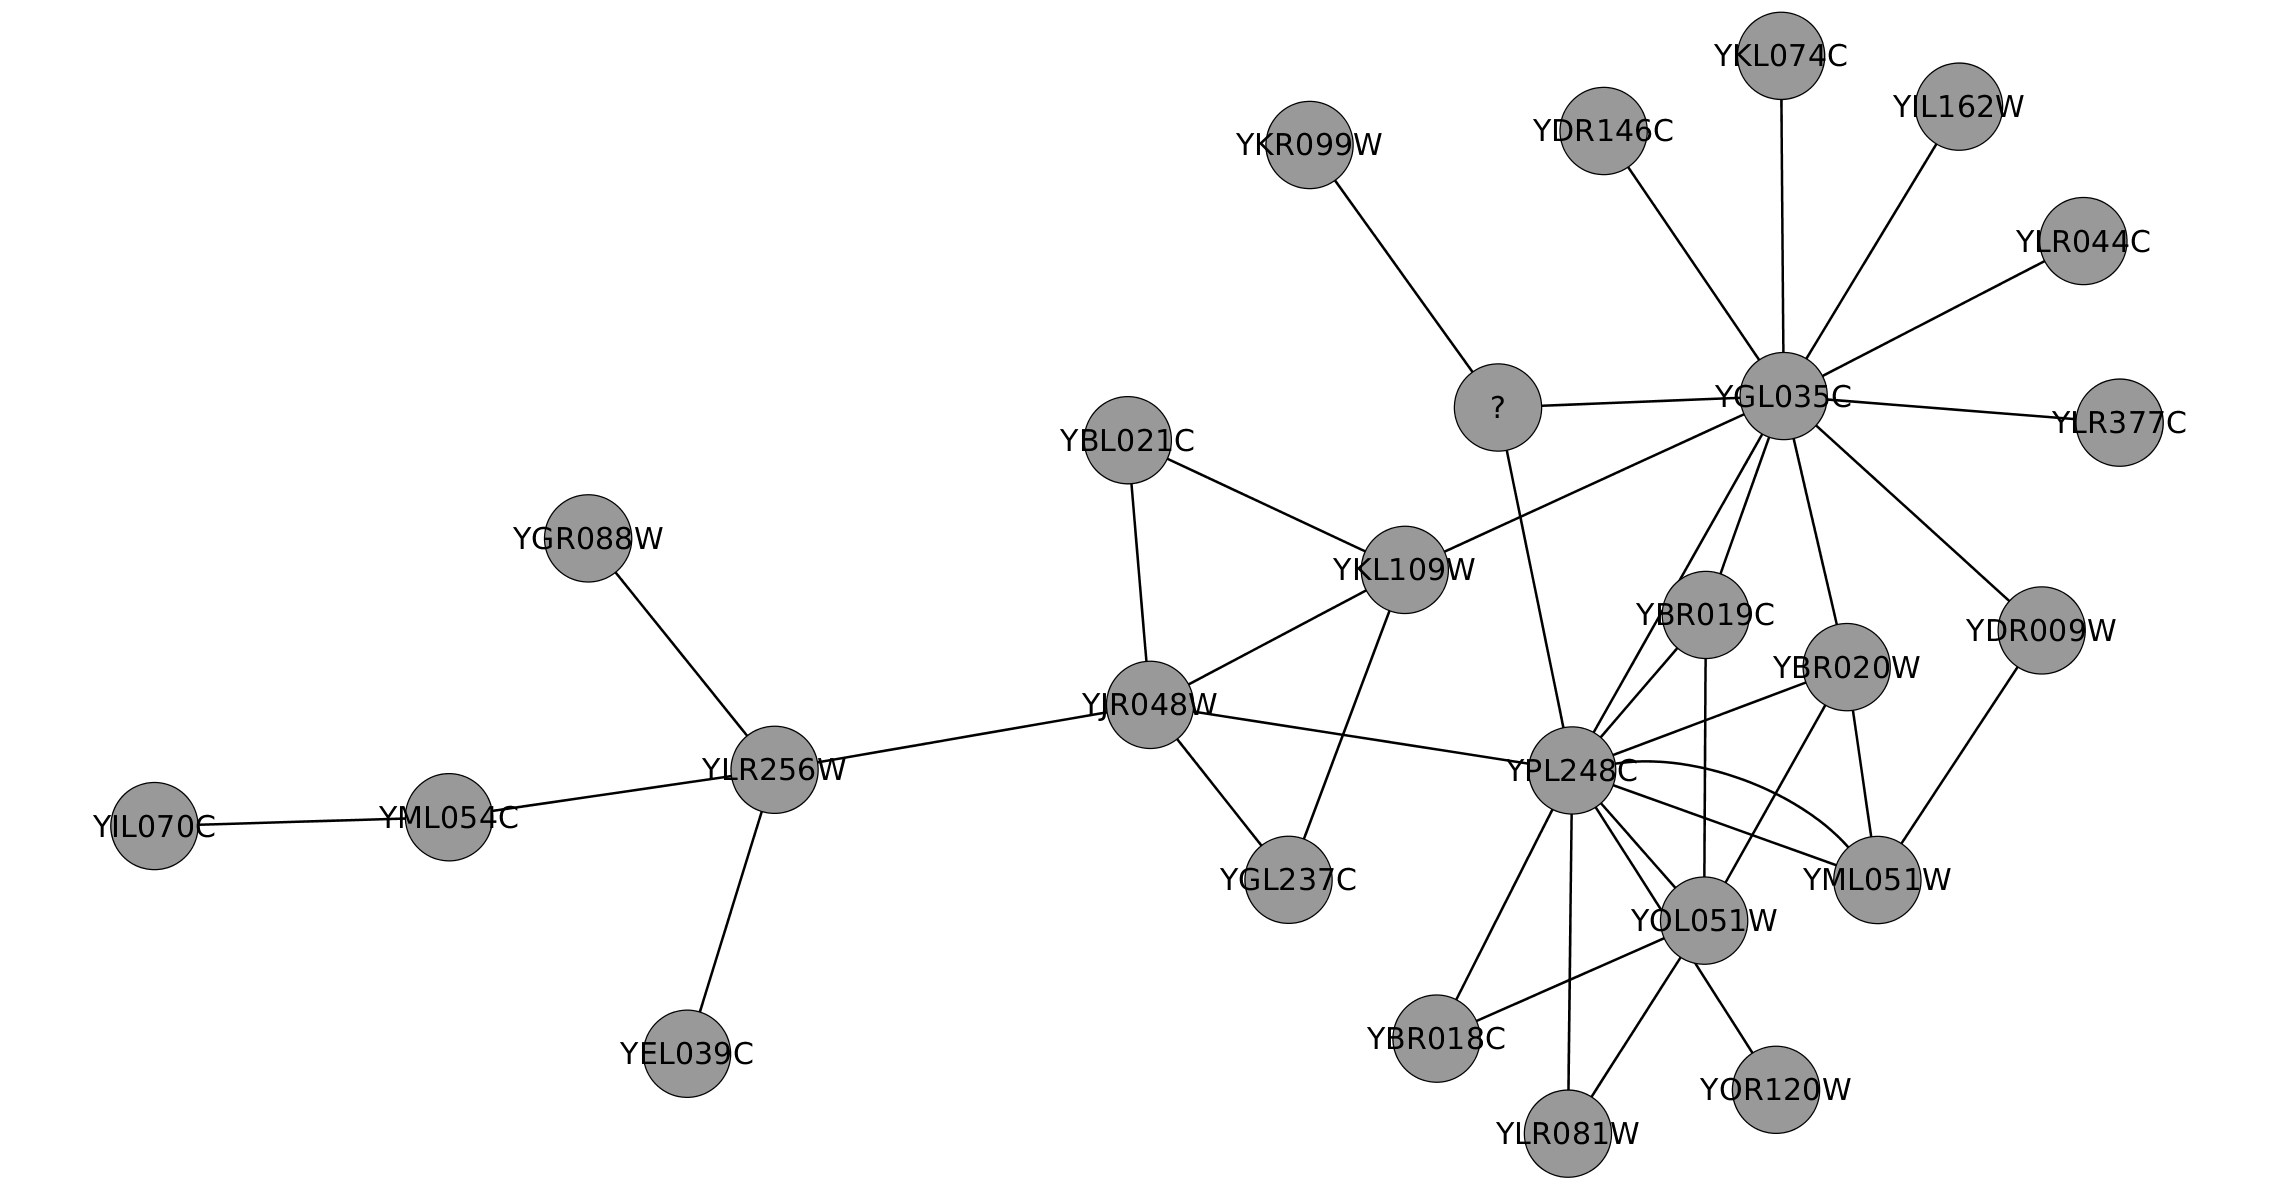 YKL074C
YIL162W
YDR146C
YKR099W
YLR044C
YGL035C
?
YLR377C
YBL021C
YGR088W
YKL109W
YBR019C
YDR009W
YBR020W
YJR048W
YLR256W
YPL248C
YML054C
YIL070C
YGL237C
YML051W
YOL051W
YBR018C
YEL039C
YOR120W
YLR081W